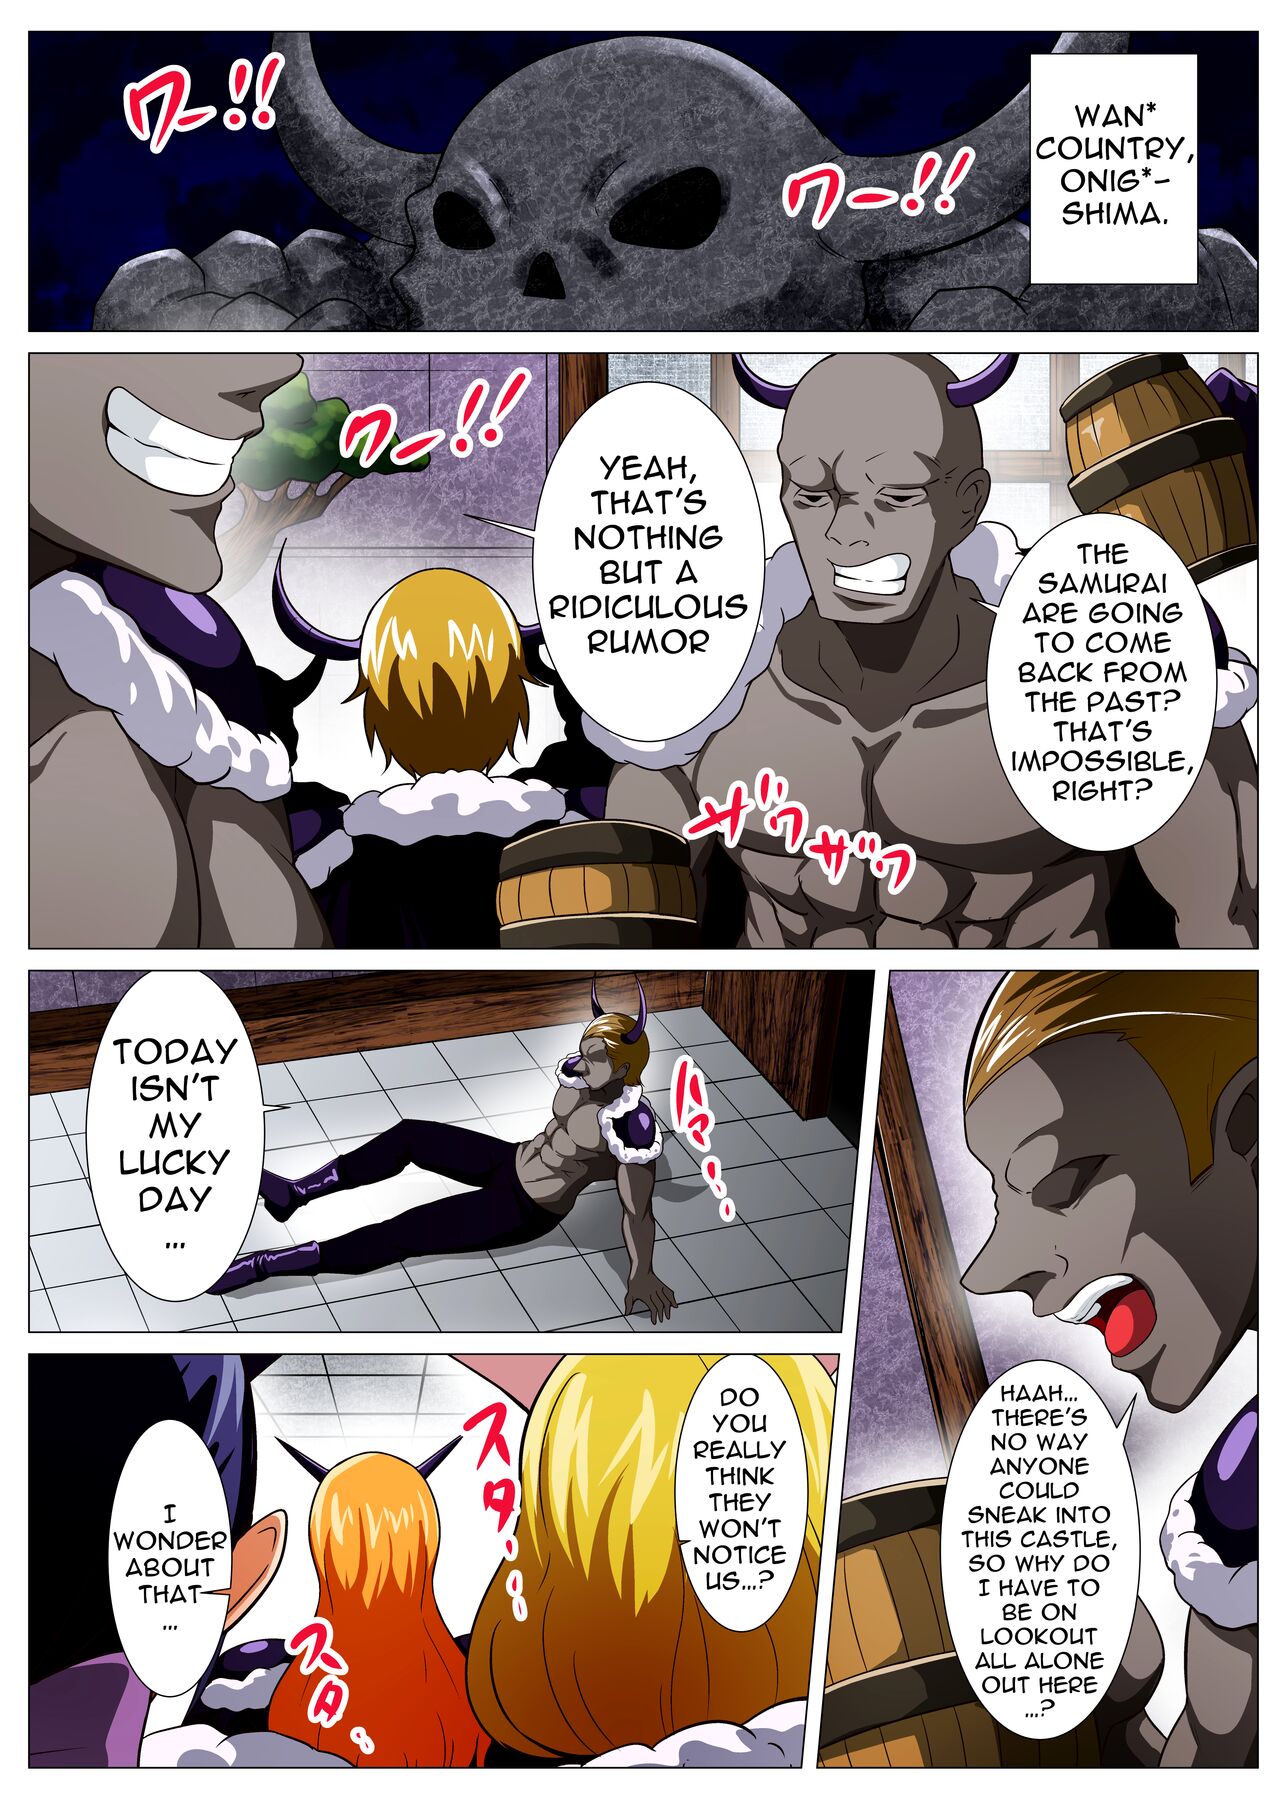 ワー!!
ワー!!
WAN*
COUNTRY,
ONIG*-
SHIMA.
ワー!!
YEAH,
THAT'S
NOTHING
BUT A
RIDICULOUS
RUMOR
THE
SAMURAI
ARE GOING
TO COME
BACK FROM
THE PAST?
THAT'S
IMPOSSIBLE,
RIGHT?
ザワザワ
TODAY
ISN'T
MY
LUCKY
DAY
...
ハァ...
HAAH...
THERE'S
NO WAY
ANYONE
COULD
SNEAK INTO
THIS CASTLE,
SO WHY DO
I HAVE TO
BE ON
LOOKOUT
ALL ALONE
OUT HERE
...?
DO
YOU
REALLY
THINK
THEY
WON'T
NOTICE
US...?
スタ...
スタ...
I
WONDER
ABOUT
THAT
...